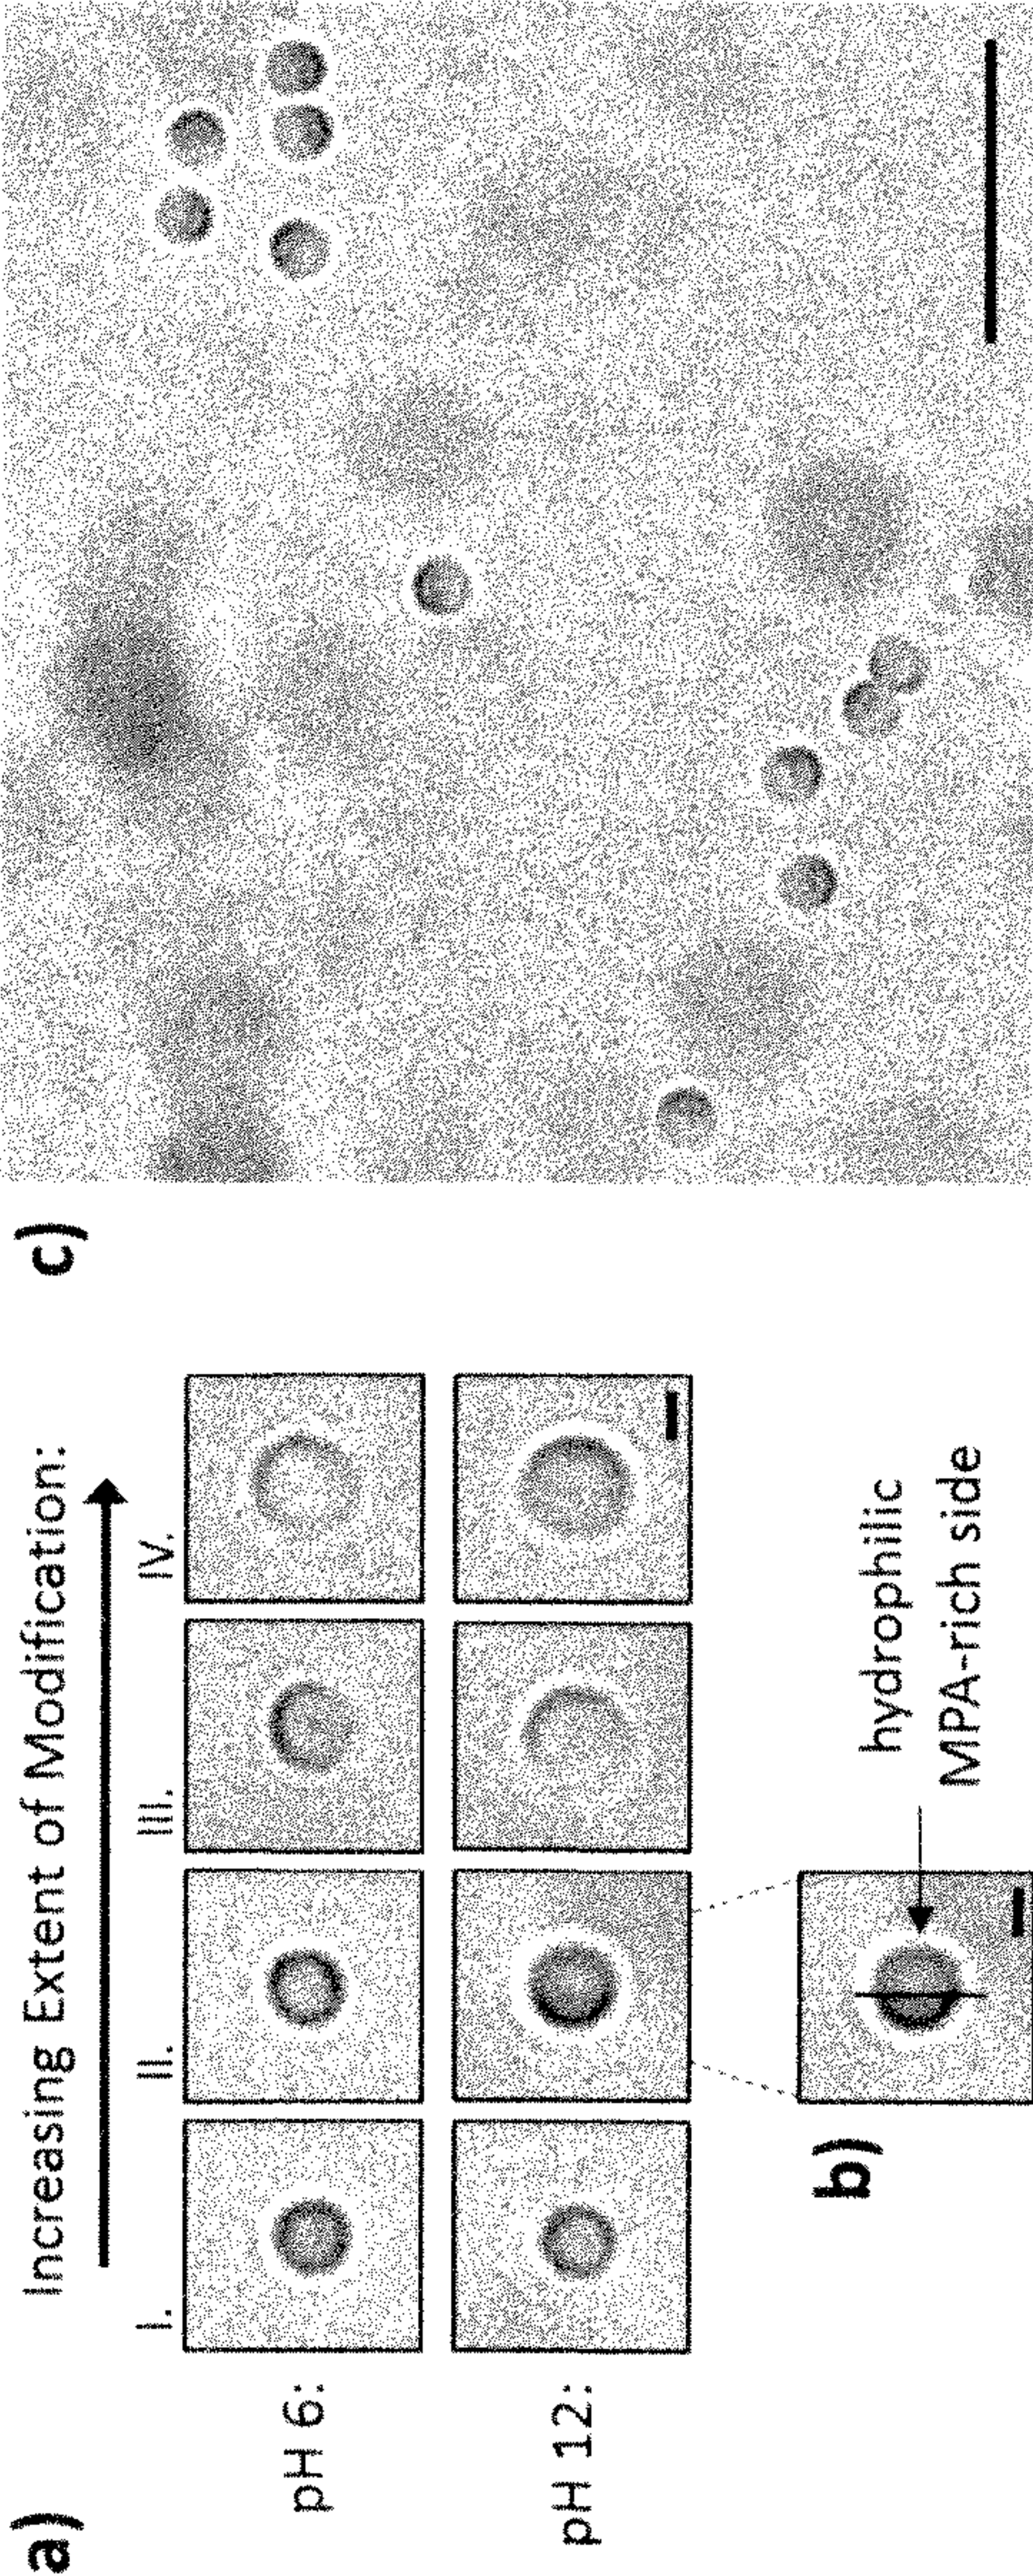 a)
Increasing Extent of Modification:
I.
II.
III.
IV.
pH 6:
pH 12:
b)
hydrophilic
MPA-rich side
c)